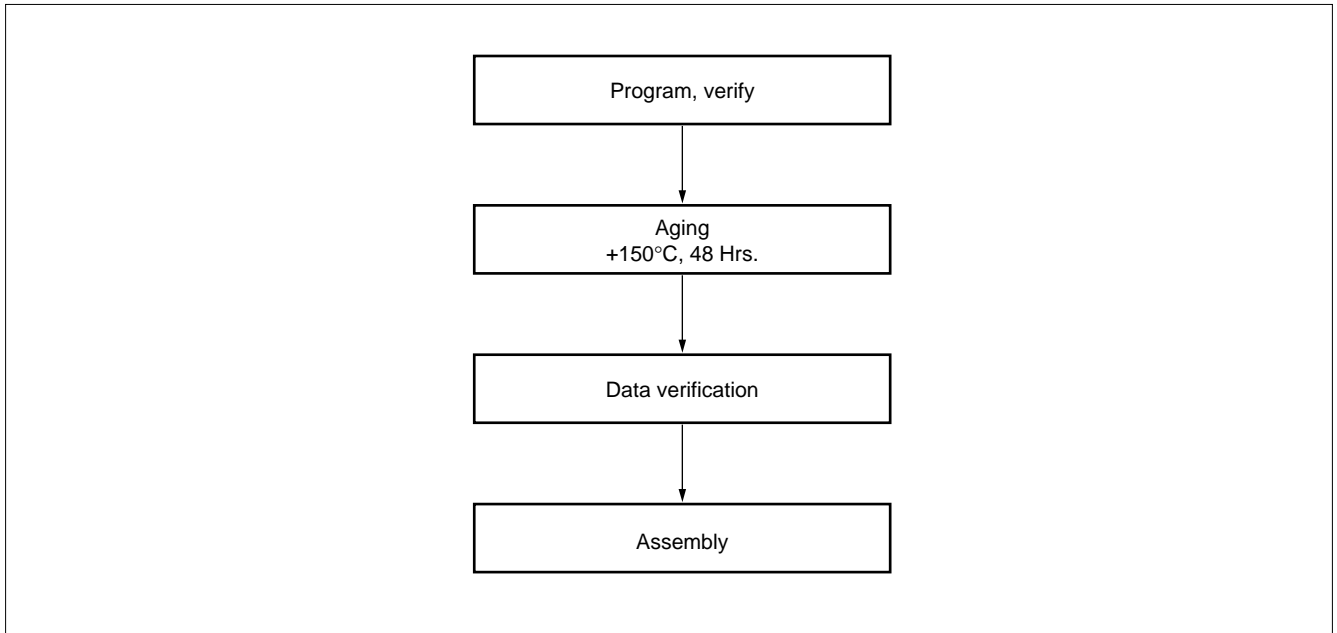 Program, verify
Aging
+150°C, 48 Hrs.
Data verification
Assembly